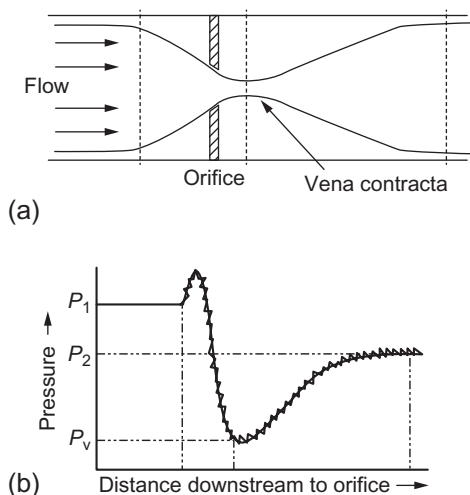 Flow
Orifice
Vena contracta
(a)
P1
P2
Pv
Pressure →
(b)
Distance downstream to orifice →